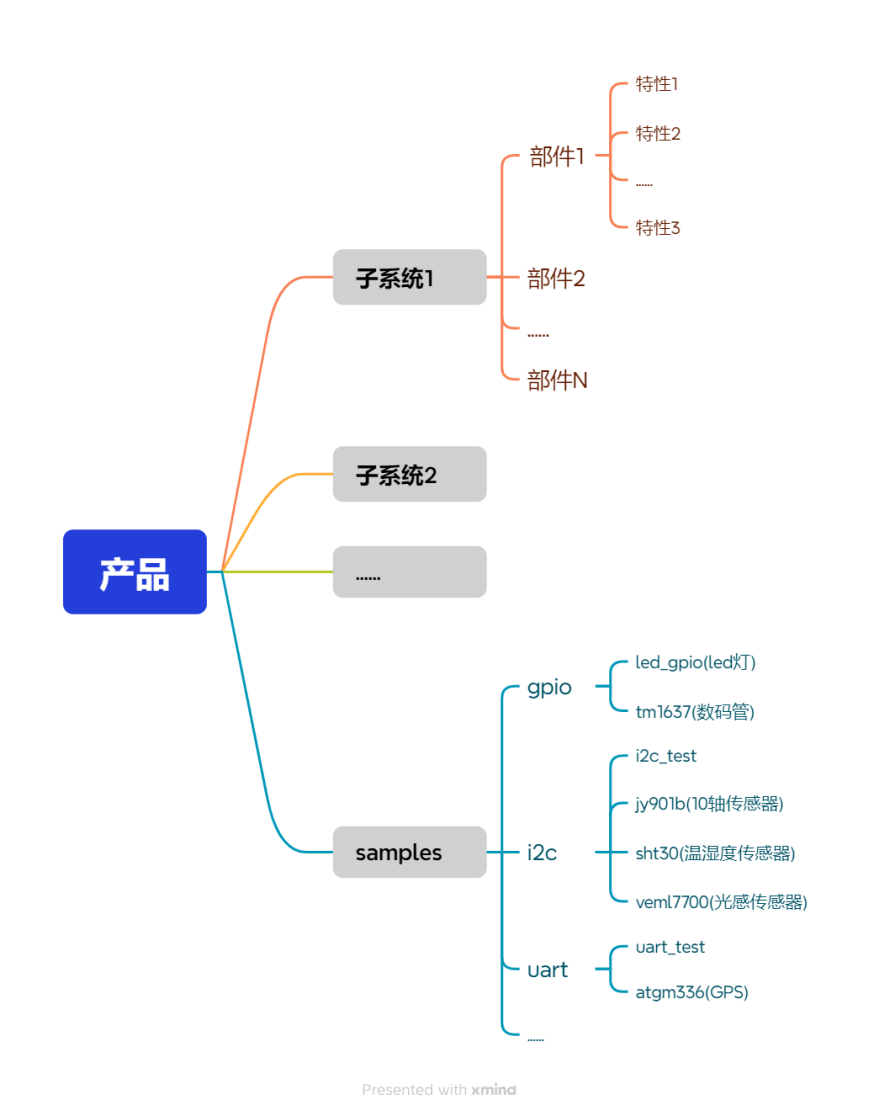 产品
子系统1
部件1
特性1
特性2
......
特性3
部件2
......
部件N
子系统2
......
samples
gpio
led_gpio(led灯)
tm1637(数码管)
i2c
i2c_test
jy901b(10轴传感器)
sht30(温湿度传感器)
veml7700(光感传感器)
uart
uart_test
atgm336(GPS)
......
Presented with xmind